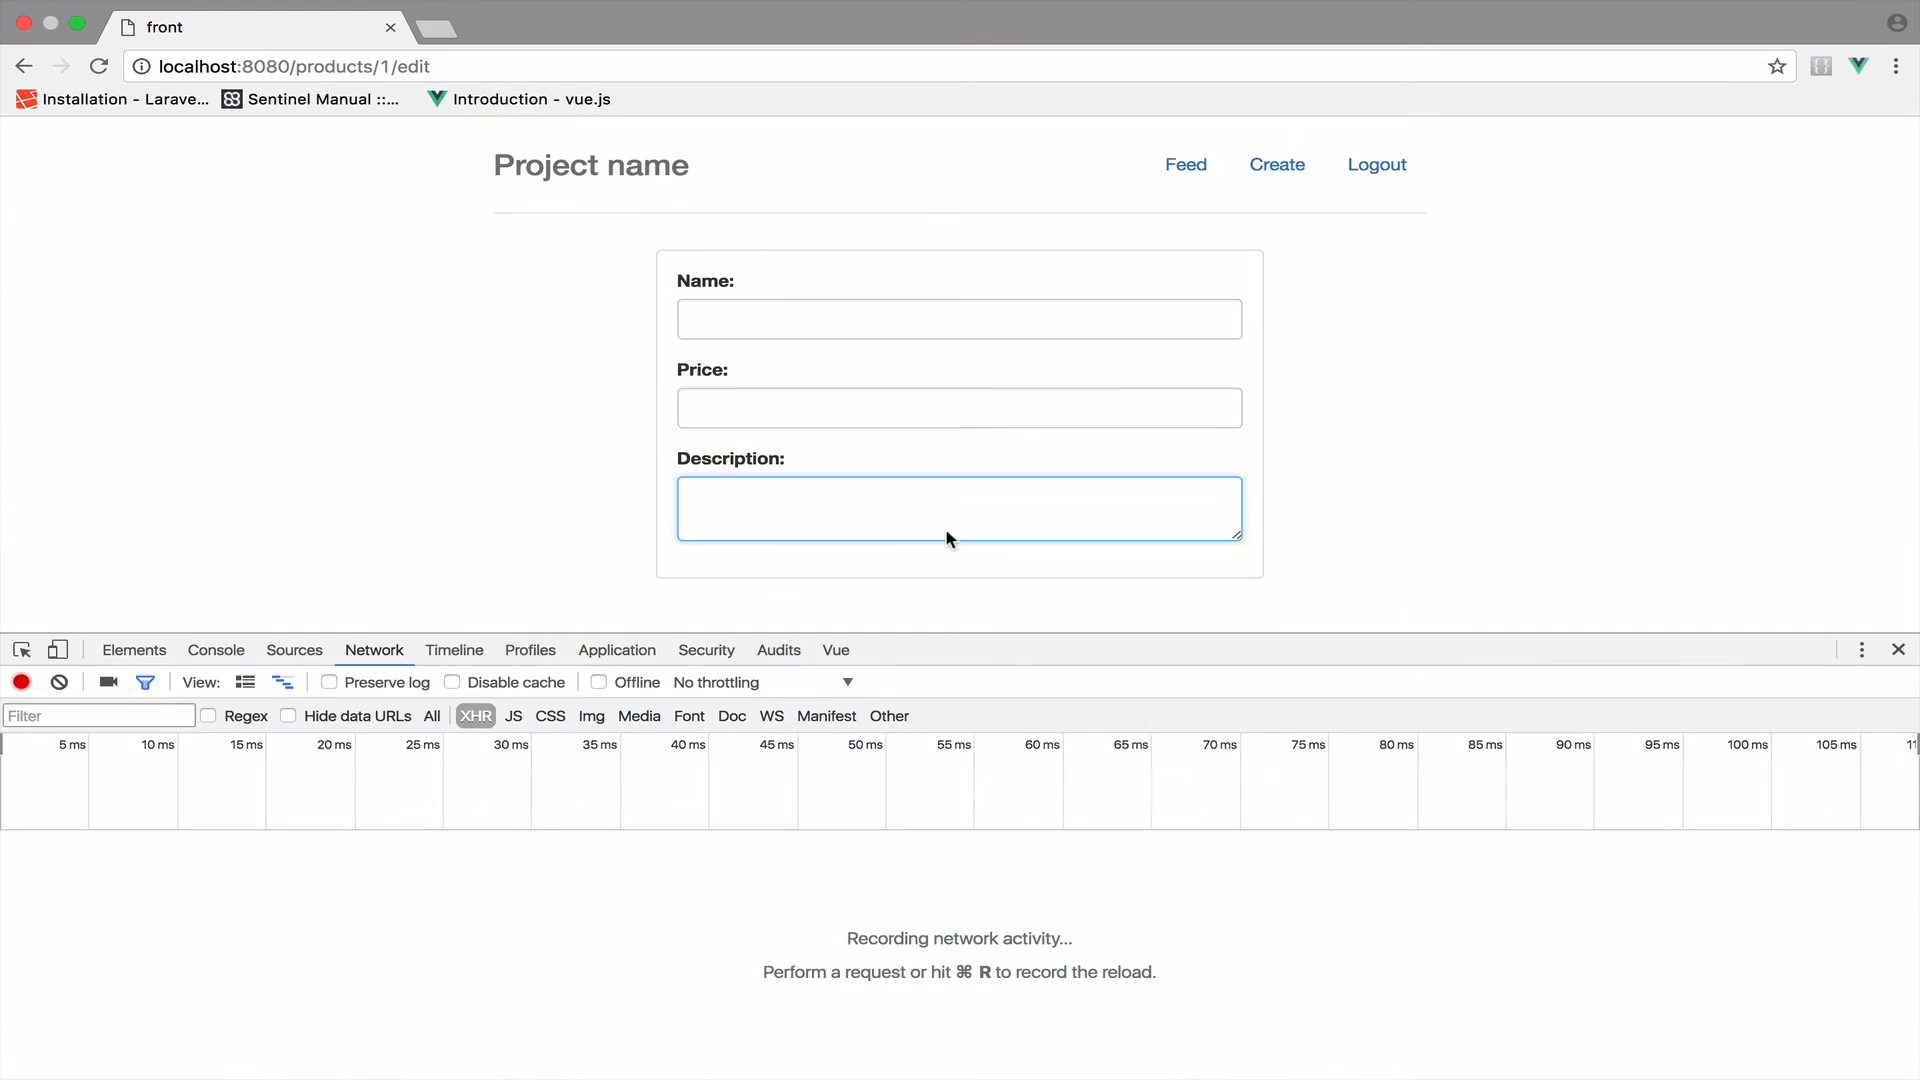 front
localhost:8080/products/1/edit
Installation - Larave... Sentinel Manual ::... Introduction - vue.js
Project name Feed Create Logout
Name:
Price:
Description:
Elements Console Sources Network Timeline Profiles Application Security Audits Vue
View: Preserve log Disable cache Offline No throttling
Filter Regex Hide data URLs All XHR JS CSS Img Media Font Doc WS Manifest Other
5 ms 10 ms 15 ms 20 ms 25 ms 30 ms 35 ms 40 ms 45 ms 50 ms 55 ms 60 ms 65 ms 70 ms 75 ms 80 ms 85 ms 90 ms 95 ms 100 ms 105 ms
Recording network activity...
Perform a request or hit ⌘ R to record the reload.